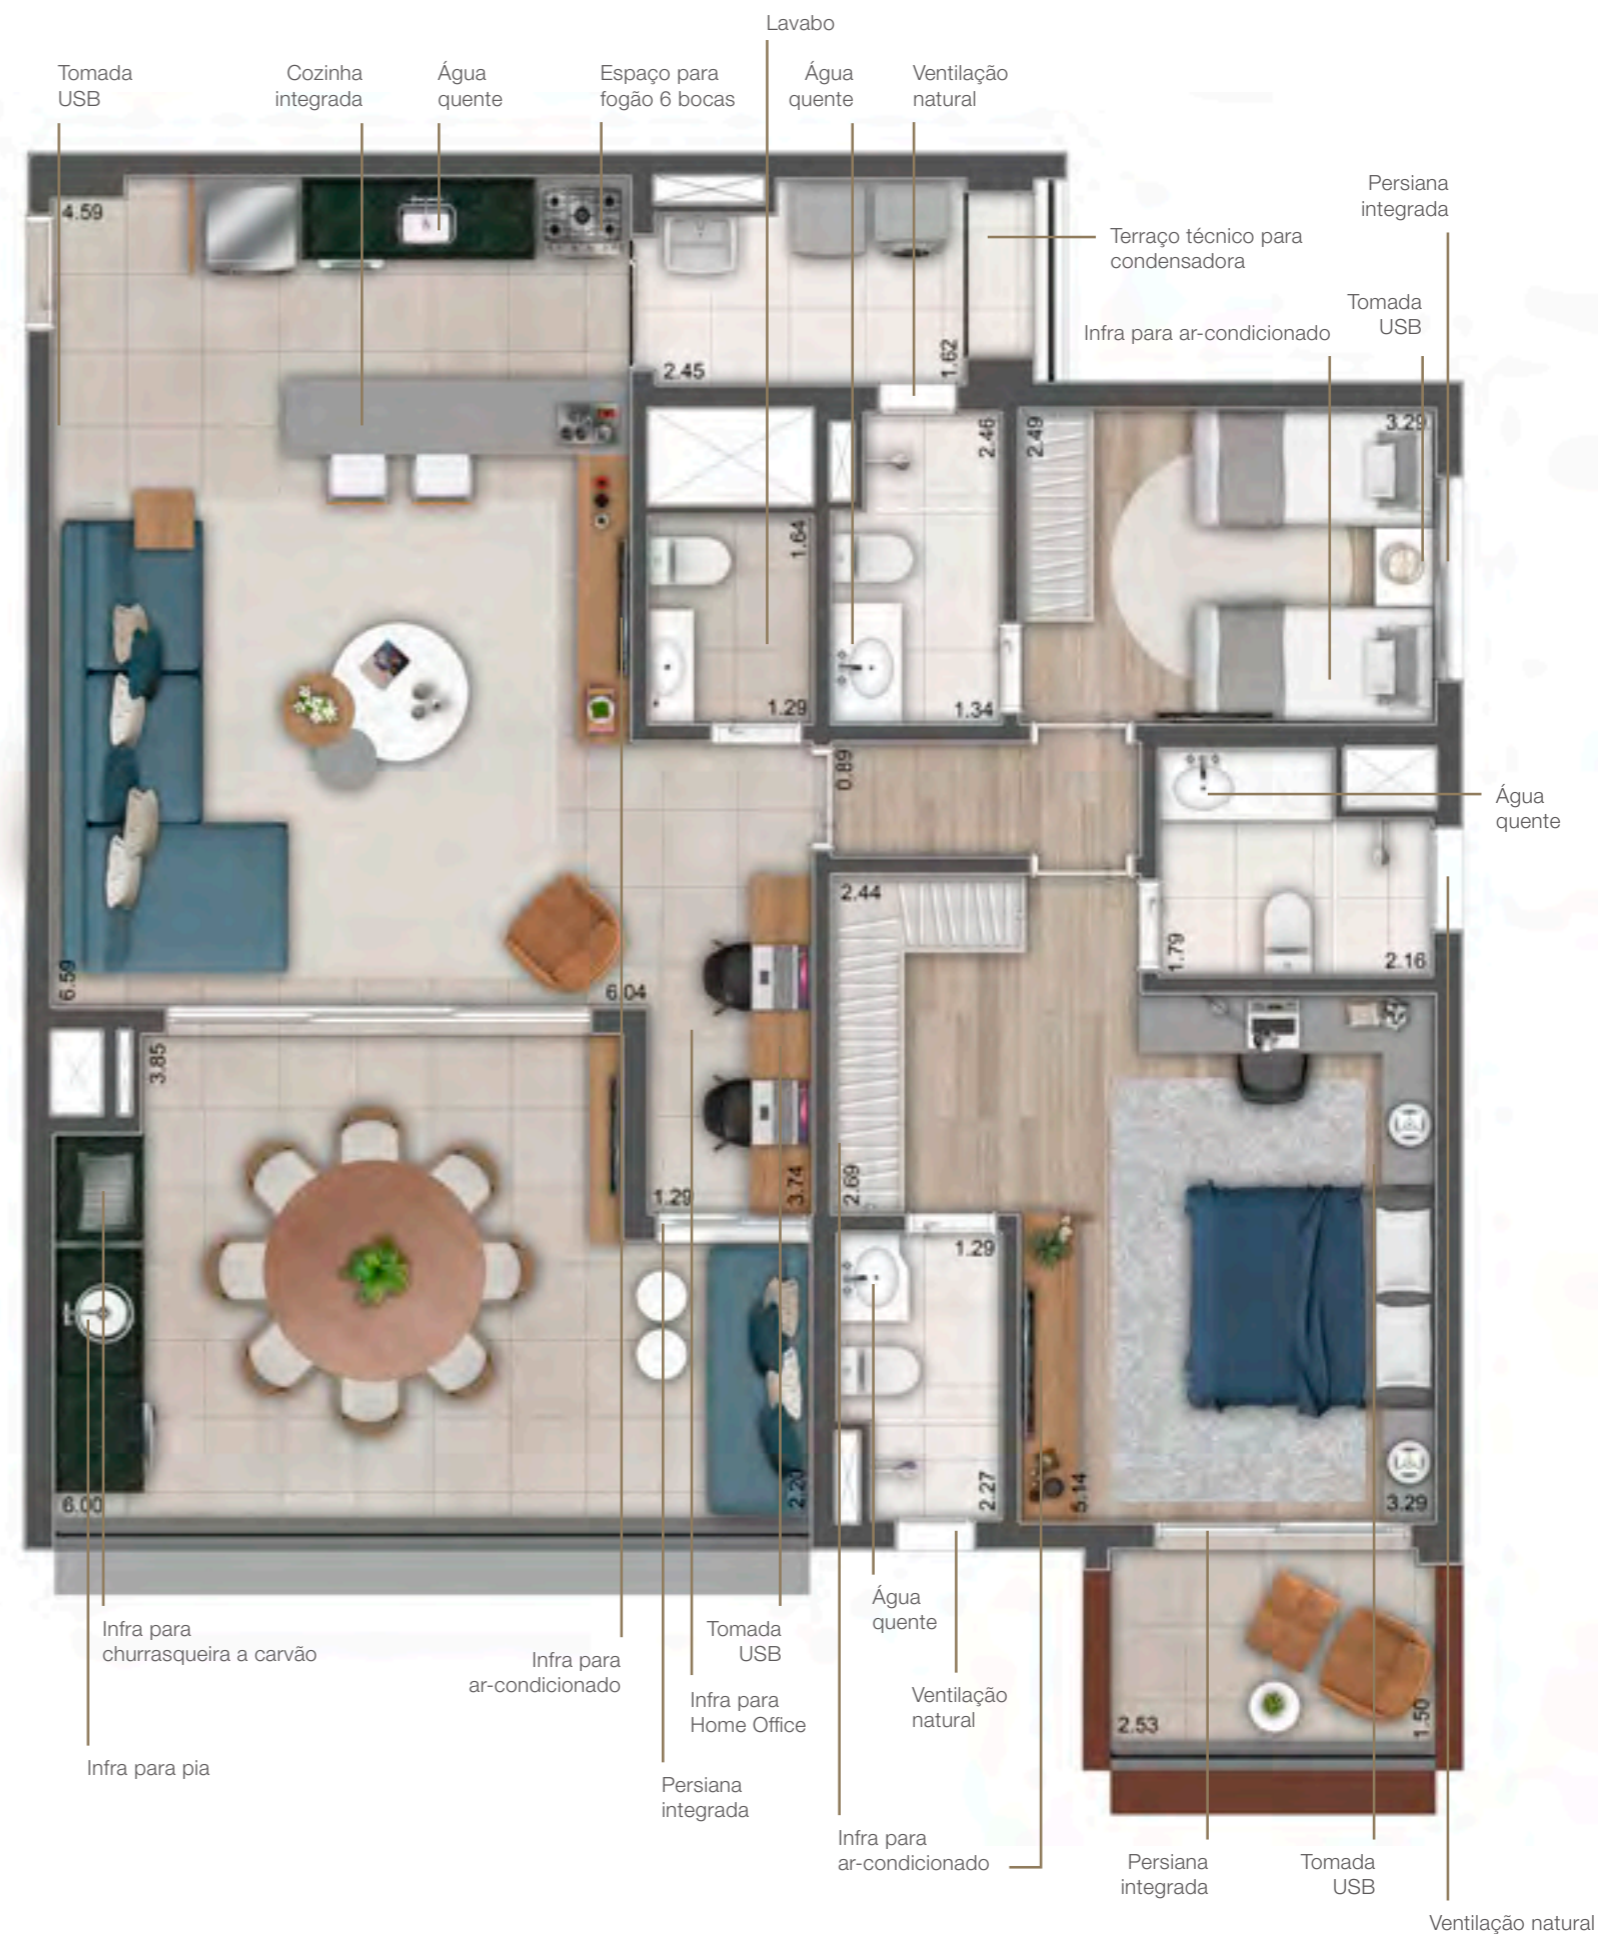 Lavabo
Tomada
USB
Cozinha
integrada
Água
quente
Espaço para
fogão 6 bocas
Água
quente
Ventilação
natural
Persiana
integrada
4.59
Terraço técnico para
condensadora
Tomada
USB
Infra para ar-condicionado
2.45
1.62
2.46
2.49
3.29
1.64
1.29
1.34
0.89
Água
quente
2.44
1.79
2.16
6.59
6.04
3.85
1.29
3.74
2.69
1.29
6.00
2.20
2.27
5.14
3.29
Infra para
churrasqueira a carvão
Infra para
ar-condicionado
Tomada
USB
Água
quente
Infra para
Home Office
Ventilação
natural
2.53
1.50
Infra para pia
Persiana
integrada
Infra para
ar-condicionado
Persiana
integrada
Tomada
USB
Ventilação natural